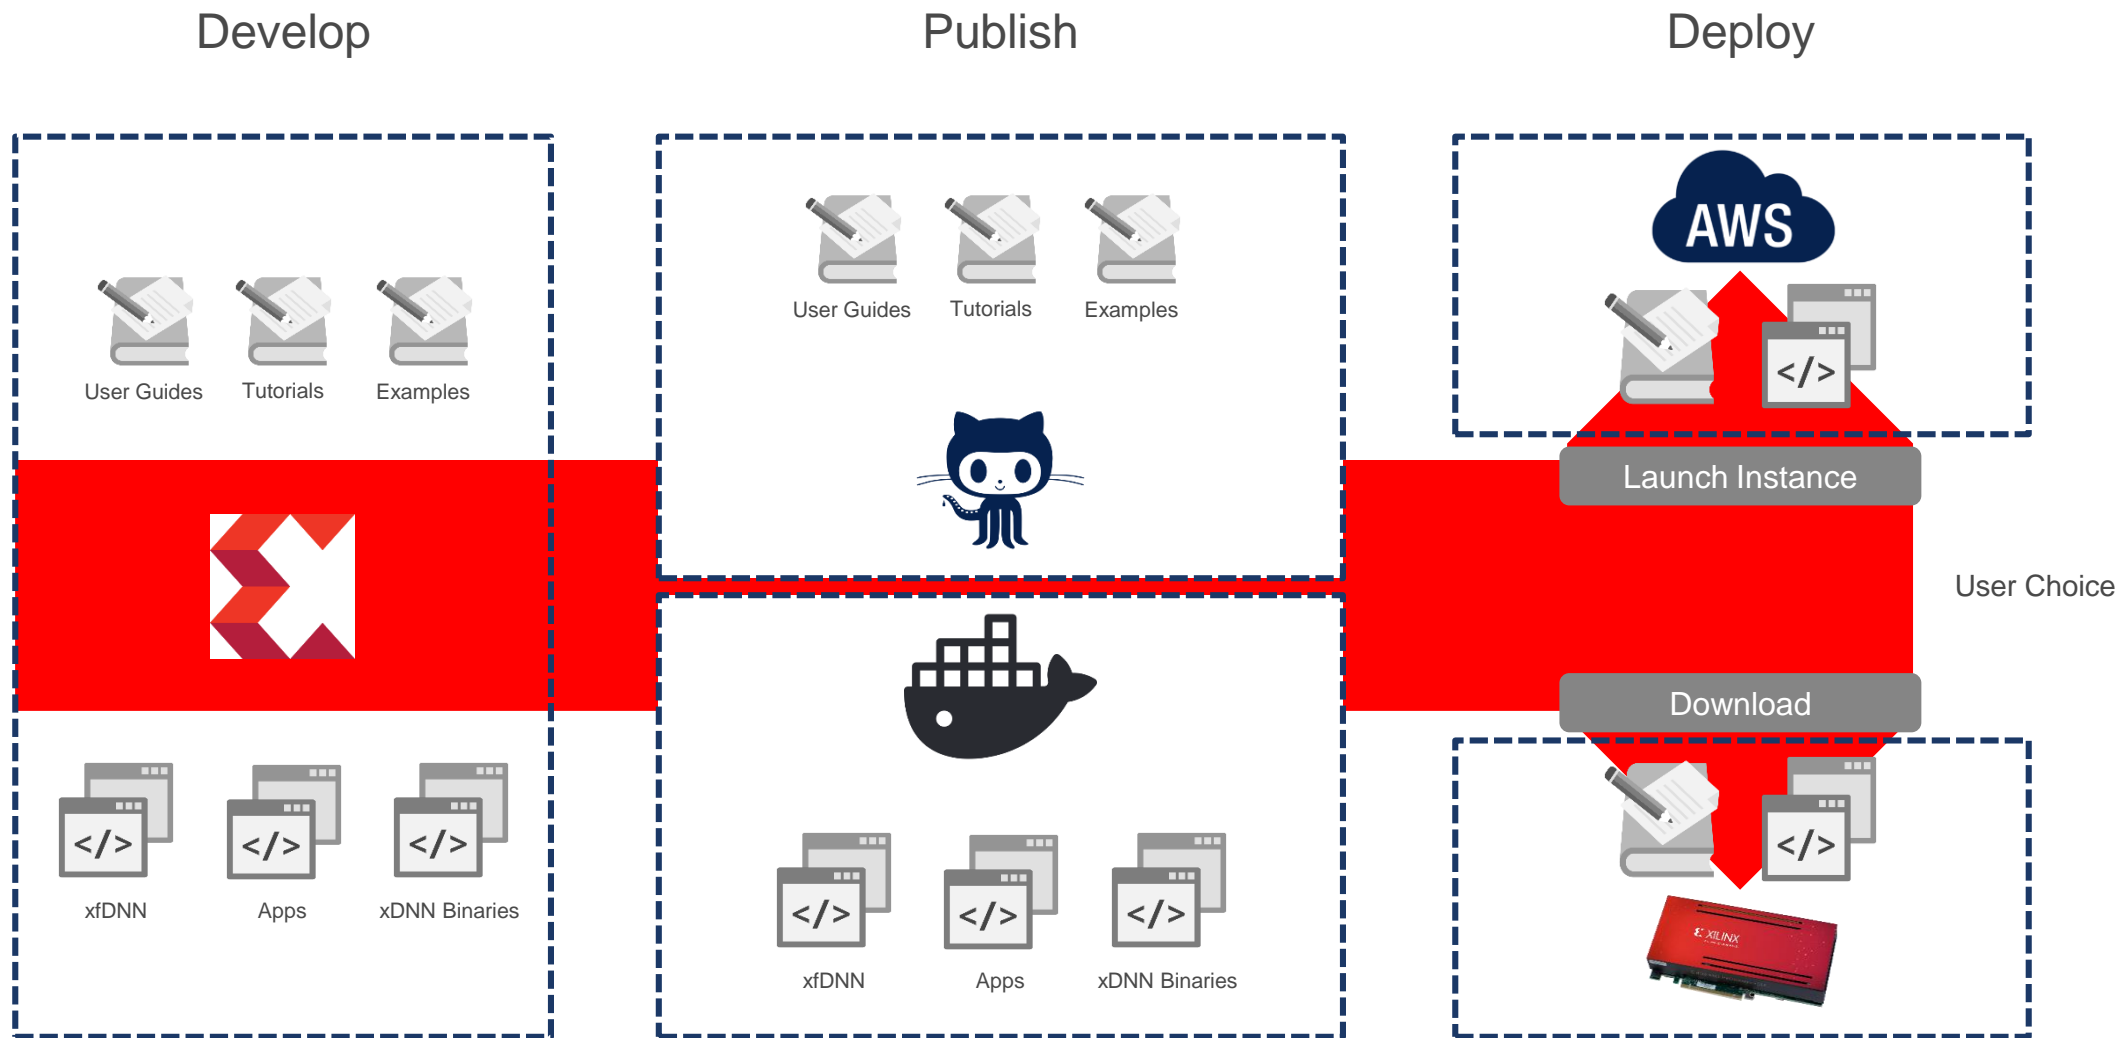 Develop
Publish
Deploy
User Guides
Tutorials
Examples
</>
xfDNN
</>
Apps
</>
xDNN Binaries
User Guides
Tutorials
Examples
</>
xfDNN
</>
Apps
</>
xDNN Binaries
AWS
</>
Launch Instance
User Choice
Download
</>
XILINX